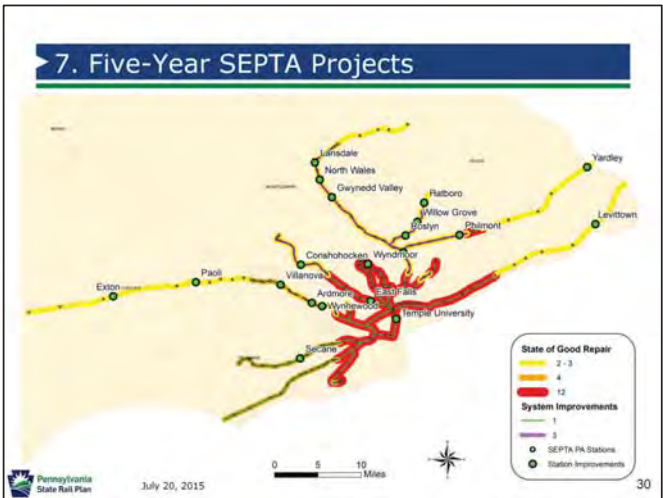 7. Five-Year SEPTA Projects
Lansdale
North Wales
Gwynedd Valley
Yardley
Hatboro
Willow Grove
Roslyn
Philmont
Levittown
Conshohocken
Wyndmoor
Villanova
Paoli
Exton
Ardmore
East Falls
Wynnewood
Temple University
Secane
State of Good Repair
2 - 3
4
12
System Improvements
1
3
SEPTA PA Stations
Station Improvements
0 5 10
Miles
Pennsylvania
State Rail Plan
July 20, 2015
30